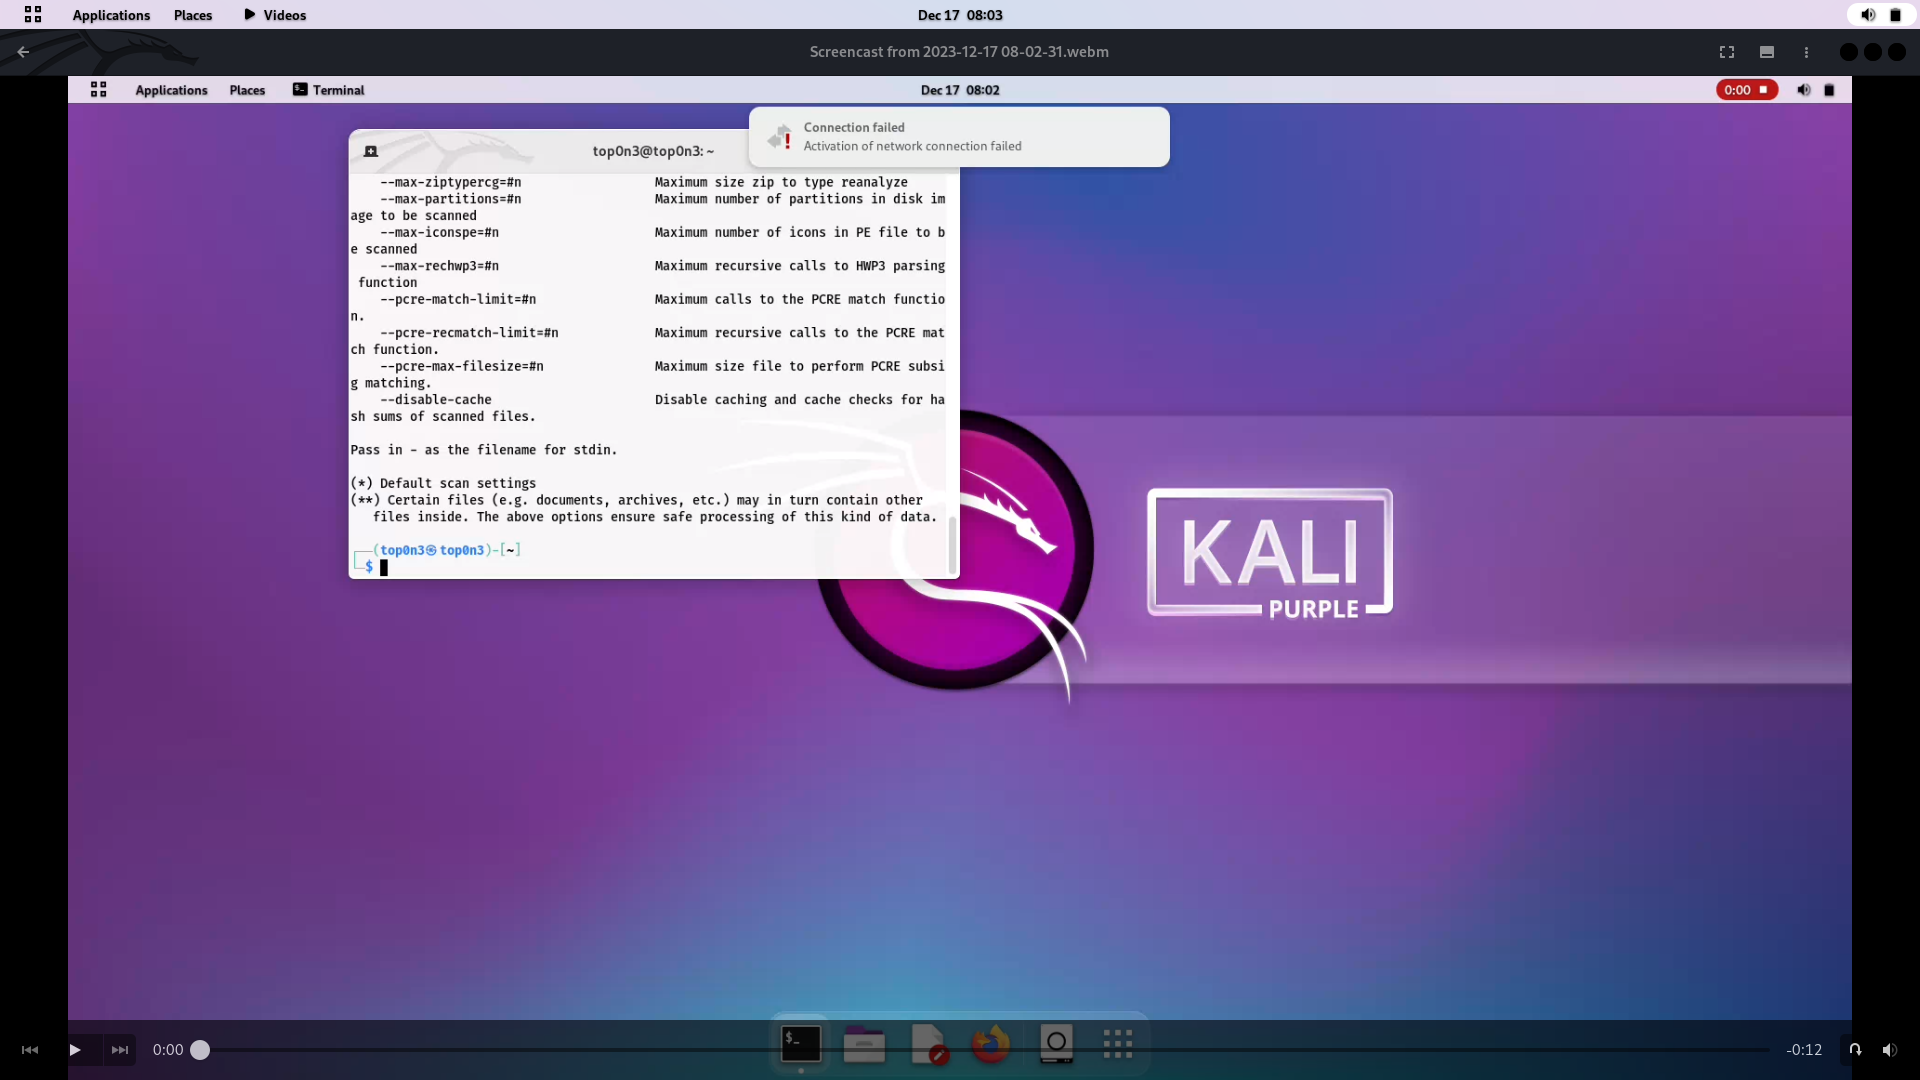 Applications Places Videos Dec 17 08:03
Screencast from 2023-12-17 08-02-31.webm
Applications Places Terminal Dec 17 08:02 0:00
Connection failed
Activation of network connection failed
top0n3@top0n3: ~
--max-ziptypercg=#n Maximum size zip to type reanalyze
--max-partitions=#n Maximum number of partitions in disk im
age to be scanned
--max-iconspe=#n Maximum number of icons in PE file to b
e scanned
--max-rechwp3=#n Maximum recursive calls to HWP3 parsing
function
--pcre-match-limit=#n Maximum calls to the PCRE match functio
n.
--pcre-recmatch-limit=#n Maximum recursive calls to the PCRE mat
ch function.
--pcre-max-filesize=#n Maximum size file to perform PCRE subsi
g matching.
--disable-cache Disable caching and cache checks for ha
sh sums of scanned files.
Pass in - as the filename for stdin.
(*) Default scan settings
(**) Certain files (e.g. documents, archives, etc.) may in turn contain other
files inside. The above options ensure safe processing of this kind of data.
┌──(top0n3㉿top0n3)-[~]
└─$
KALI
PURPLE
0:00 -0:12